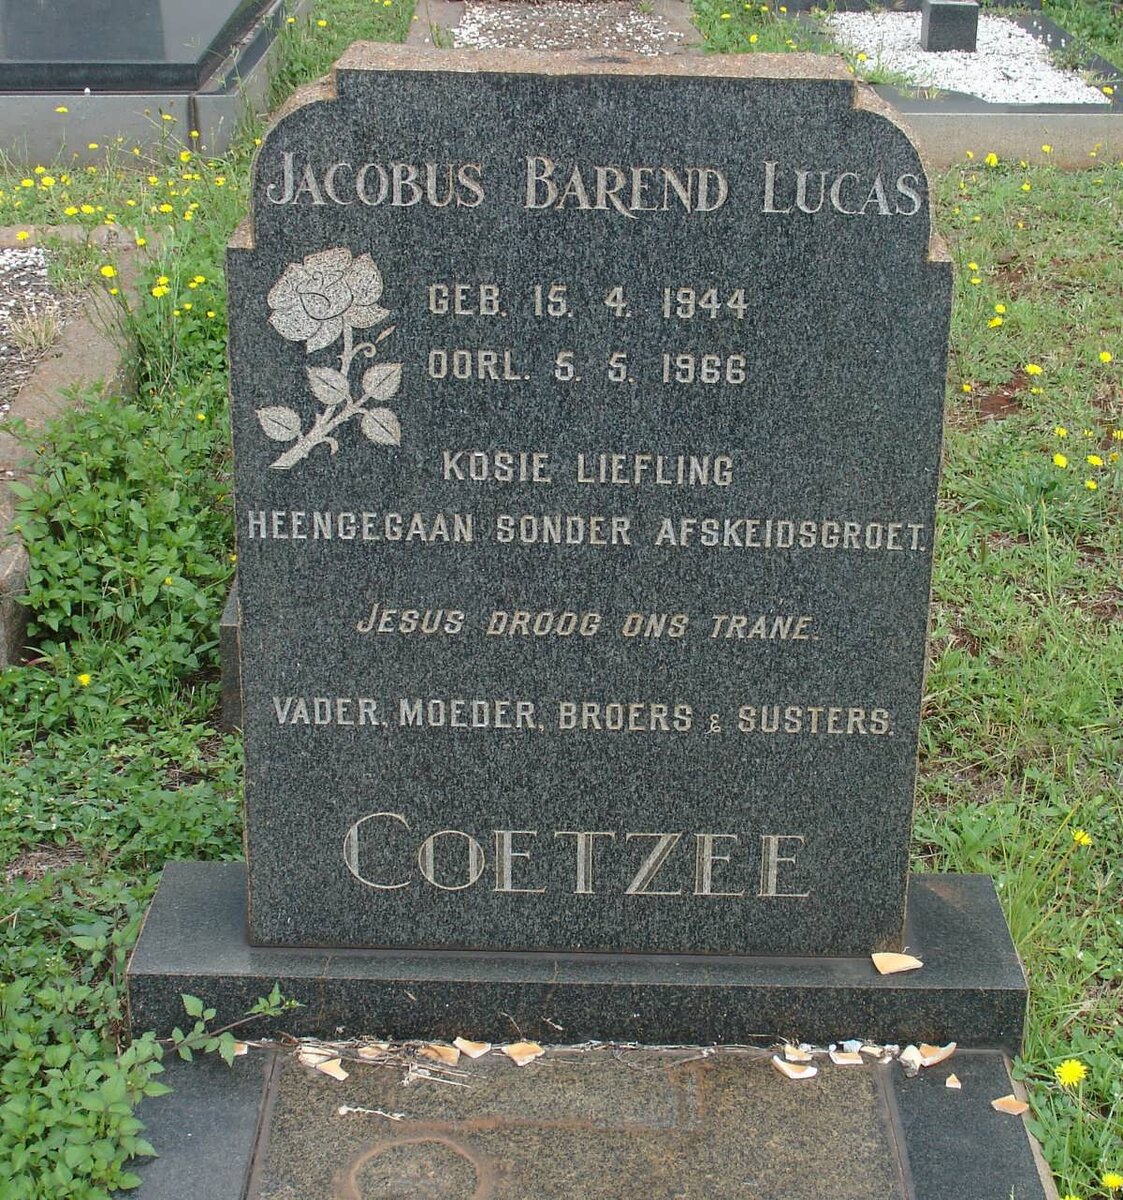 JACOBUS BAREND LUCAS
GEB. 15. 4. 1944
OORL. 5. 5. 1966
KOSIE LIEFLING
HEENGEGAAN SONDER AFSKEIDSGROET.
JESUS DROOG ONS TRANE.
VADER, MOEDER, BROERS & SUSTERS.
COETZEE